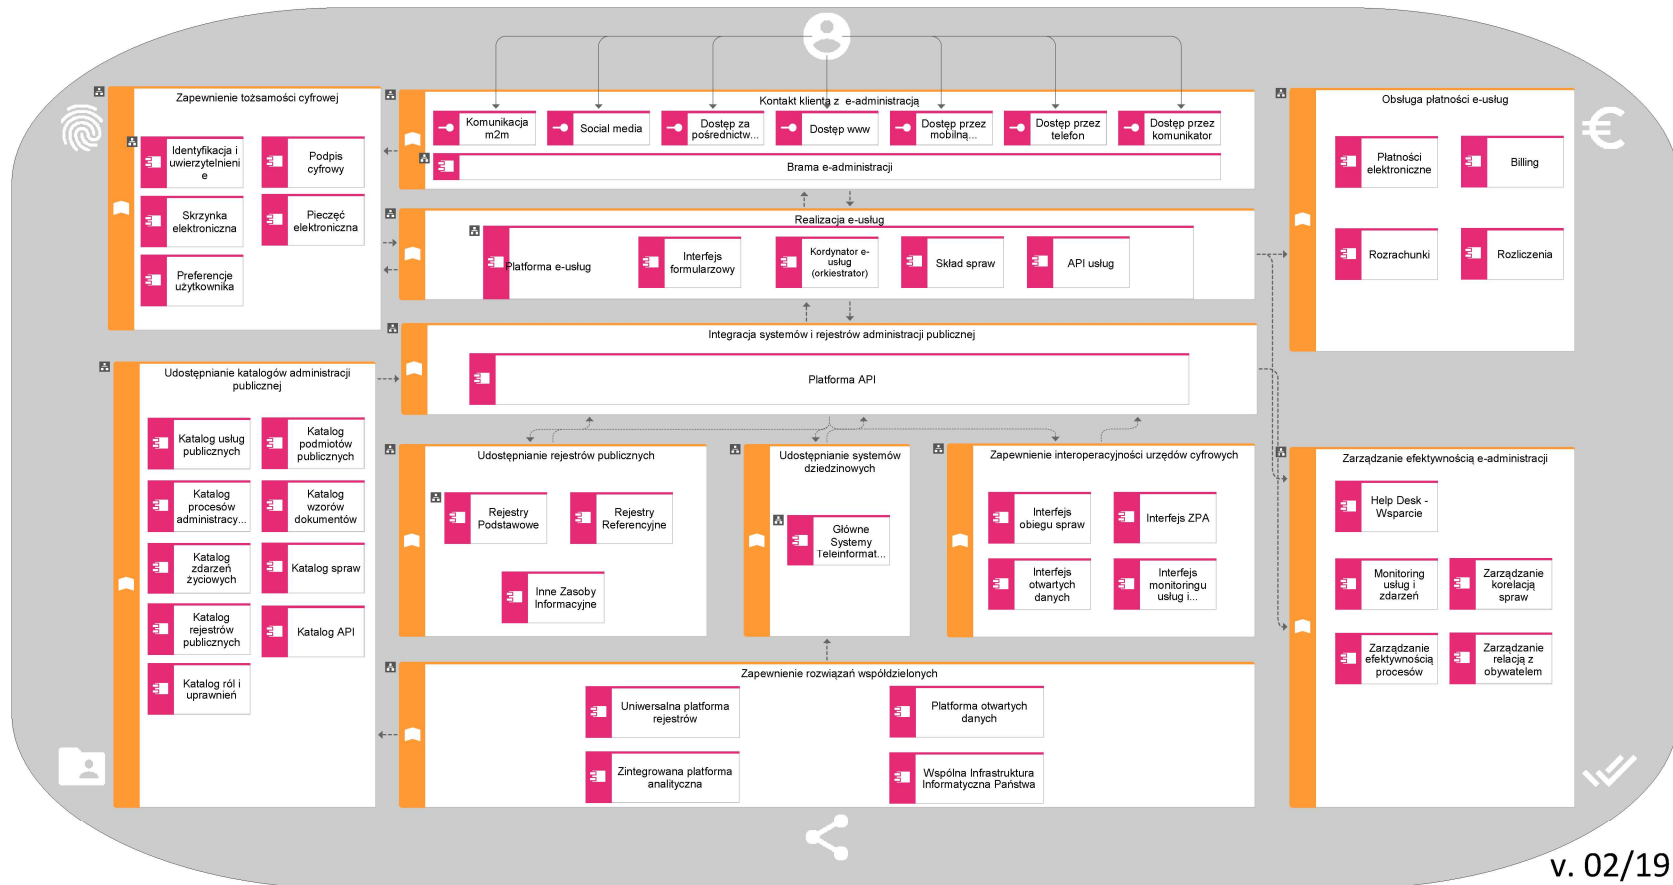 Zapewnienie tożsamości cyfrowej
Identyfikacja i
uwierzytelnieni
e
Podpis
cyfrowy
Skrzynka
elektroniczna
Pieczęć
elektroniczna
Preferencje
użytkownika
Kontakt klienta z e-administracją
Komunikacja
m2m
Social media
Dostęp za
pośrednictw...
Dostęp www
Dostęp przez
mobilną...
Dostęp przez
telefon
Dostęp przez
komunikator
Brama e-administracji
Realizacja e-usług
Platforma e-usług
Interfejs
formularzowy
Kordynator e-
usług
(orkiestrator)
Skład spraw
API usług
Obsługa płatności e-usług
Płatności
elektroniczne
Billing
Rozrachunki
Rozliczenia
Integracja systemów i rejestrów administracji publicznej
Platforma API
Udostępnianie katalogów administracji
publicznej
Katalog usług
publicznych
Katalog
podmiotów
publicznych
Katalog
procesów
administracy...
Katalog
wzorów
dokumentów
Katalog
zdarzeń
życiowych
Katalog spraw
Katalog
rejestrów
publicznych
Katalog API
Katalog ról i
uprawnień
Udostępnianie rejestrów publicznych
Rejestry
Podstawowe
Rejestry
Referencyjne
Inne Zasoby
Informacyjne
Udostępnianie systemów
dziedzinowych
Główne
Systemy
Teleinformat...
Zapewnienie interoperacyjności urzędów cyfrowych
Interfejs
obiegu spraw
Interfejs ZPA
Interfejs
otwartych
danych
Interfejs
monitoringu
usług i...
Zarządzanie efektywnością e-administracji
Help Desk -
Wsparcie
Monitoring
usług i
zdarzeń
Zarządzanie
korelacją
spraw
Zarządzanie
efektywnością
procesów
Zarządzanie
relacją z
obywatelem
Zapewnienie rozwiązań współdzielonych
Uniwersalna platforma
rejestrów
Platforma otwartych
danych
Zintegrowana platforma
analityczna
Wspólna Infrastruktura
Informatyczna Państwa
v. 02/19